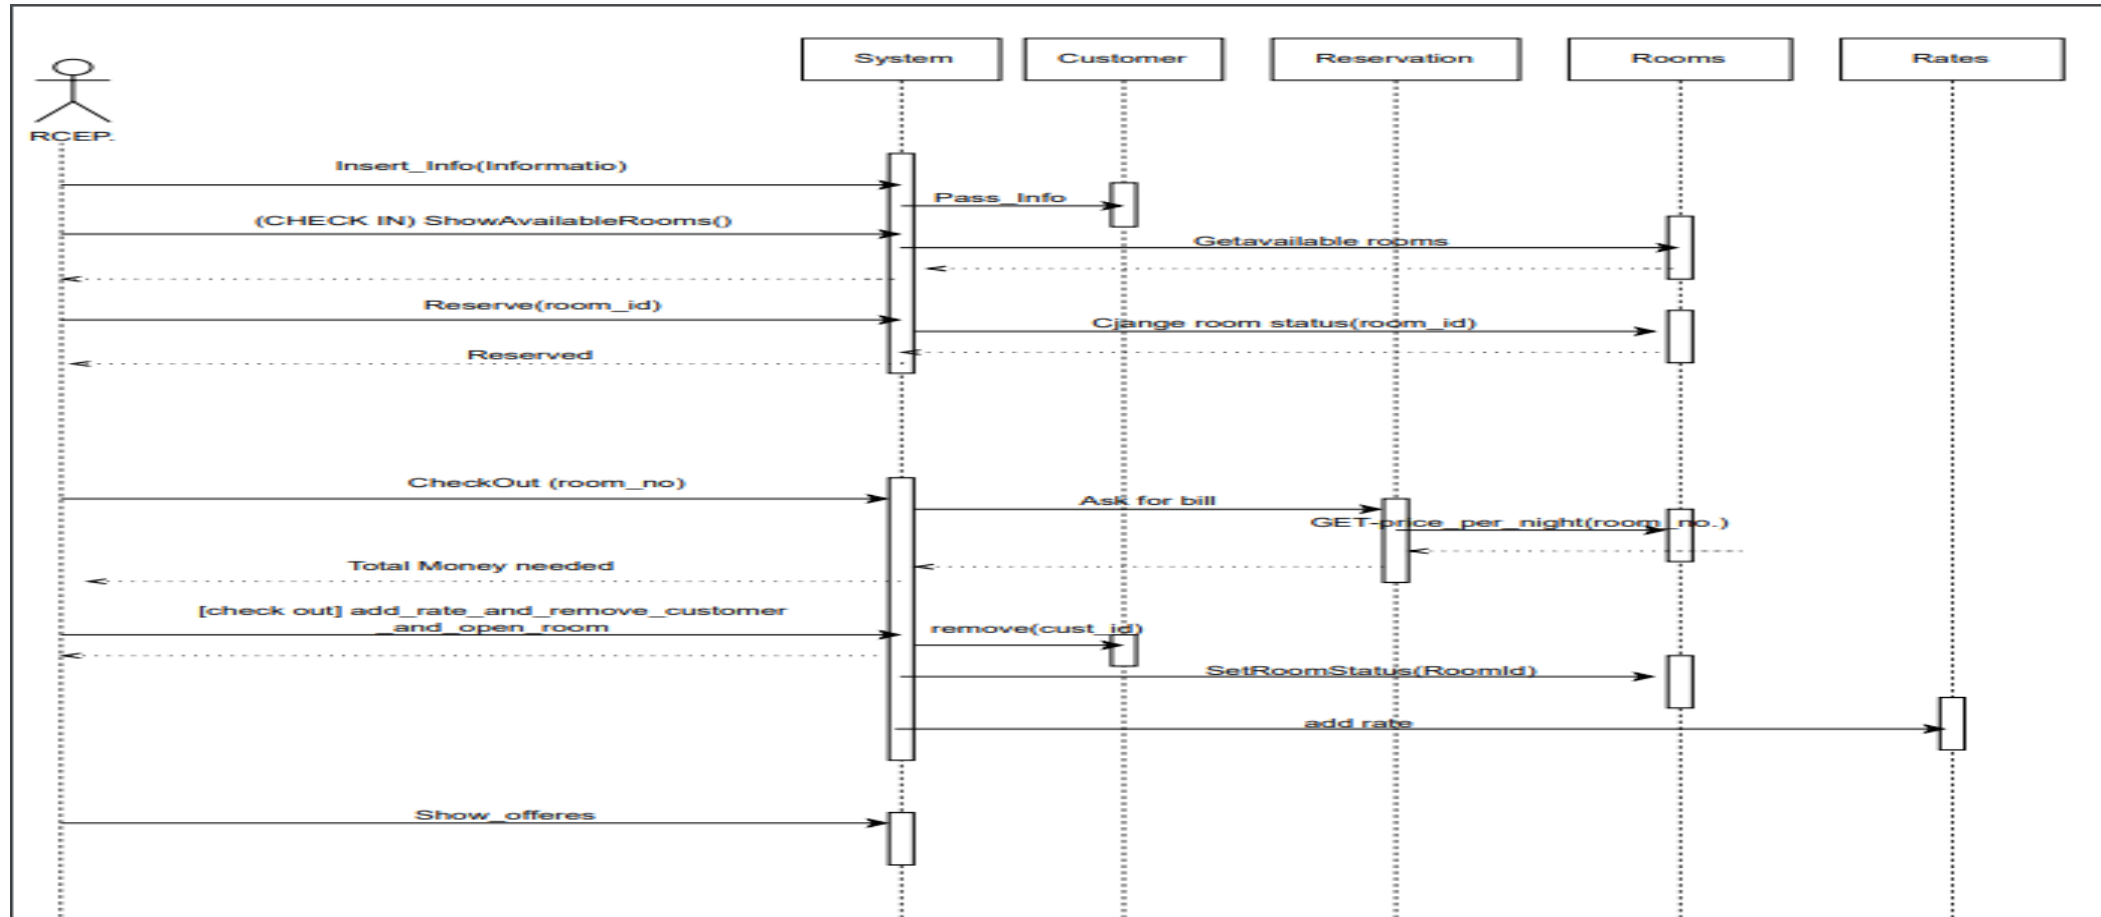 System
Customer
Reservation
Rooms
Rates
RCEP.
Insert_Info(Informatio)
Pass_Info
(CHECK IN) ShowAvailableRooms()
Getavailable rooms
Reserve(room_id)
Cjange room status(room_id)
Reserved
CheckOut (room_no)
Ask for bill
GET-price_per_night(room_no.)
Total Money needed
[check out] add_rate_and_remove_customer
_and_open_room
remove(cust_id)
SetRoomStatus(RoomId)
add rate
Show_offeres